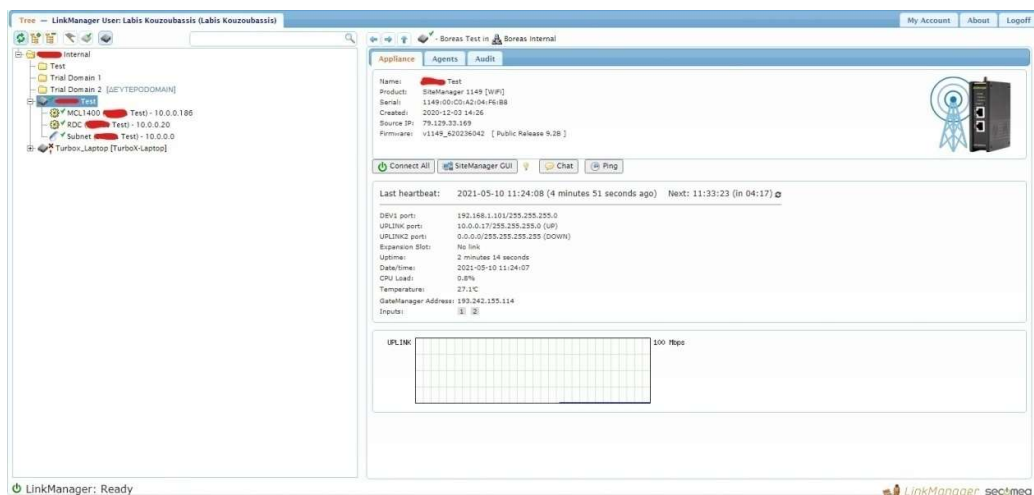 Tree — LinkManager User: Labis Kouzoubassis (Labis Kouzoubassis)
My Account About Logoff
- Boreas Test in Boreas Internal
Internal
Test
Trial Domain 1
Trial Domain 2 [ΔΕΥΤΕΡΟDOMAIN]
Test
MCL1400 Test) - 10.0.0.186
RDC Test) - 10.0.0.20
Subnet Test) - 10.0.0.0
Turbox_Laptop [TurboX-Laptop]
Appliance Agents Audit
Name: Test
Product: SiteManager 1149 [WiFi]
Serial: 1149:00:C0:A2:04:F6:B8
Created: 2020-12-03 14:26
Source IP: 79.129.33.169
Firmware: v1149_620236042 [ Public Release 9.2B ]
Connect All SiteManager GUI Chat Ping
Last heartbeat: 2021-05-10 11:24:08 (4 minutes 51 seconds ago) Next: 11:33:23 (in 04:17)
DEV1 port: 192.168.1.101/255.255.255.0
UPLINK port: 10.0.0.17/255.255.255.0 (UP)
UPLINK2 port: 0.0.0.0/255.255.255.255 (DOWN)
Expansion Slot: No link
Uptime: 2 minutes 14 seconds
Date/time: 2021-05-10 11:24:07
CPU Load: 0.8%
Temperature: 27.1°C
GateManager Address: 193.242.155.114
Inputs: 1 2
UPLINK 100 Mbps
LinkManager: Ready
LinkManager secomea